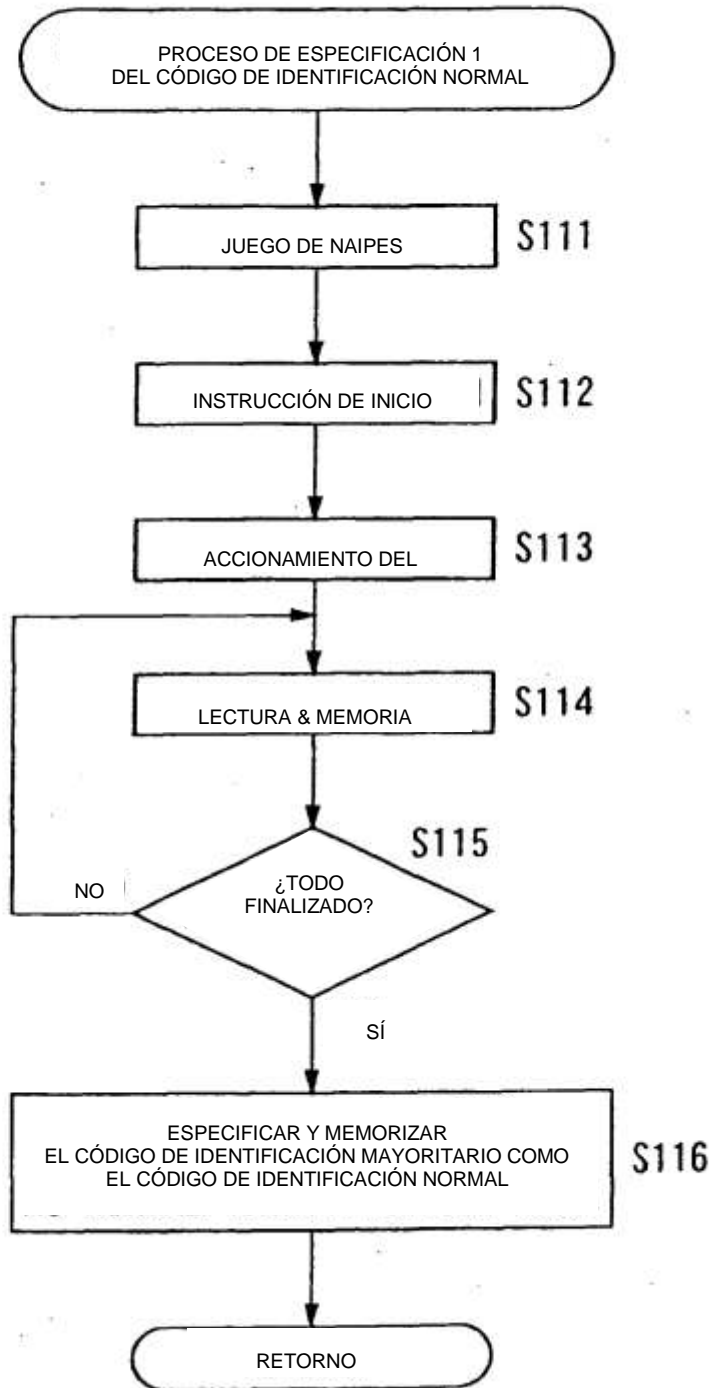 PROCESO DE ESPECIFICACIÓN 1
DEL CÓDIGO DE IDENTIFICACIÓN NORMAL
JUEGO DE NAIPES
S111
INSTRUCCIÓN DE INICIO
S112
ACCIONAMIENTO DEL
S113
LECTURA & MEMORIA
S114
S115
¿TODO
FINALIZADO?
NO
SÍ
ESPECIFICAR Y MEMORIZAR
EL CÓDIGO DE IDENTIFICACIÓN MAYORITARIO COMO
EL CÓDIGO DE IDENTIFICACIÓN NORMAL
S116
RETORNO